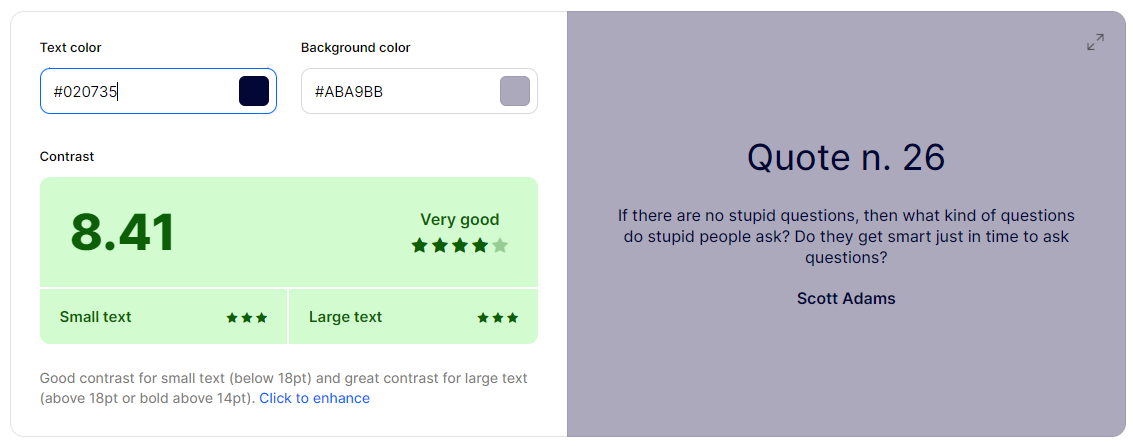 Text color
Background color
#020735
#ABA9BB
Contrast
8.41
Very good
Small text
Large text
Good contrast for small text (below 18pt) and great contrast for large text
(above 18pt or bold above 14pt). Click to enhance
Quote n. 26
If there are no stupid questions, then what kind of questions
do stupid people ask? Do they get smart just in time to ask
questions?
Scott Adams